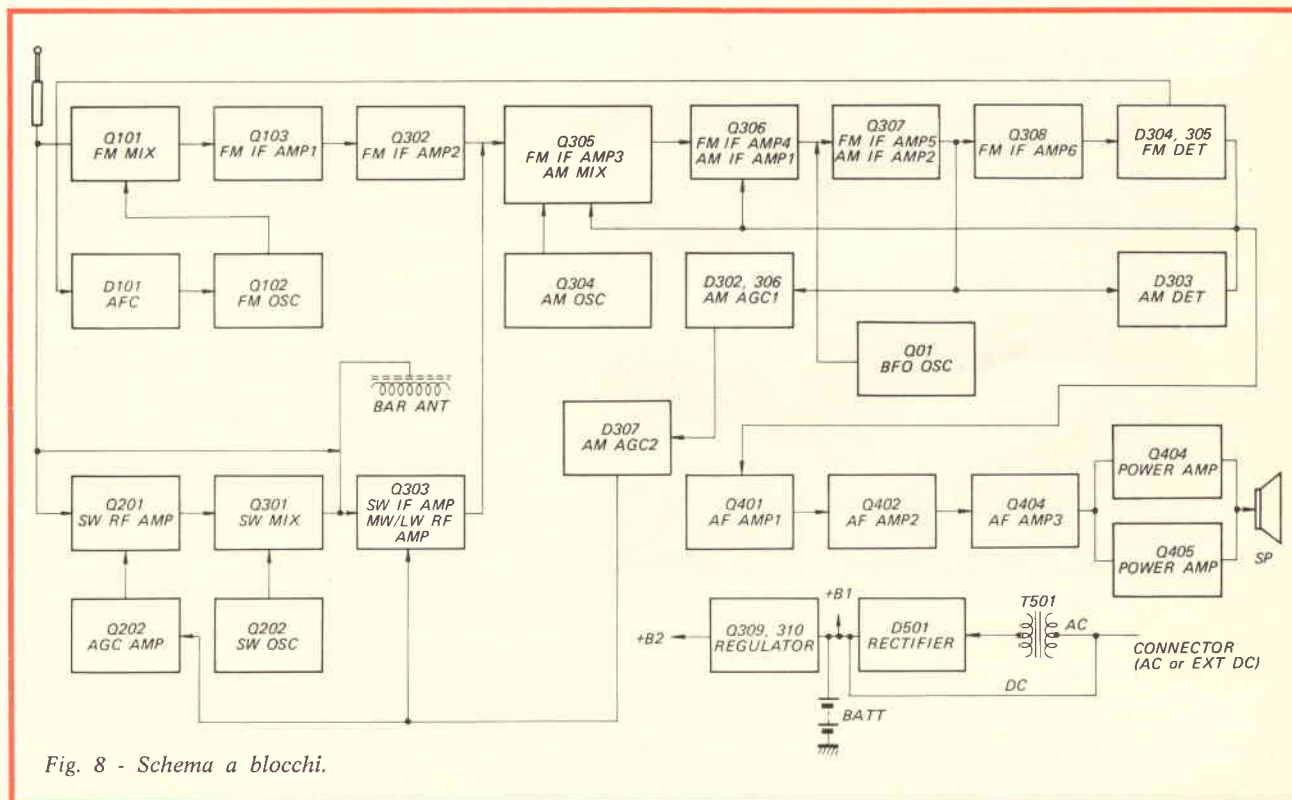 Q101
FM MIX
Q103
FM IF AMP1
Q302
FM IF AMP2
Q305
FM IF AMP3
AM MIX
Q306
FM IF AMP4
AM IF AMP1
Q307
FM IF AMP5
AM IF AMP2
Q308
FM IF AMP6
D304, 305
FM DET
D101
AFC
Q102
FM OSC
Q304
AM OSC
D302, 306
AM AGC1
D303
AM DET
Q01
BFO OSC
BAR ANT
D307
AM AGC2
Q201
SW RF AMP
Q301
SW MIX
Q303
SW IF AMP
MW/LW RF
AMP
Q401
AF AMP1
Q402
AF AMP2
Q404
AF AMP3
Q404
POWER AMP
Q405
POWER AMP
SP
Q202
AGC AMP
Q202
SW OSC
+B2
Q309, 310
REGULATOR
+B1
D501
RECTIFIER
T501
AC
CONNECTOR
(AC or EXT DC)
DC
BATT
Fig. 8 - Schema a blocchi.